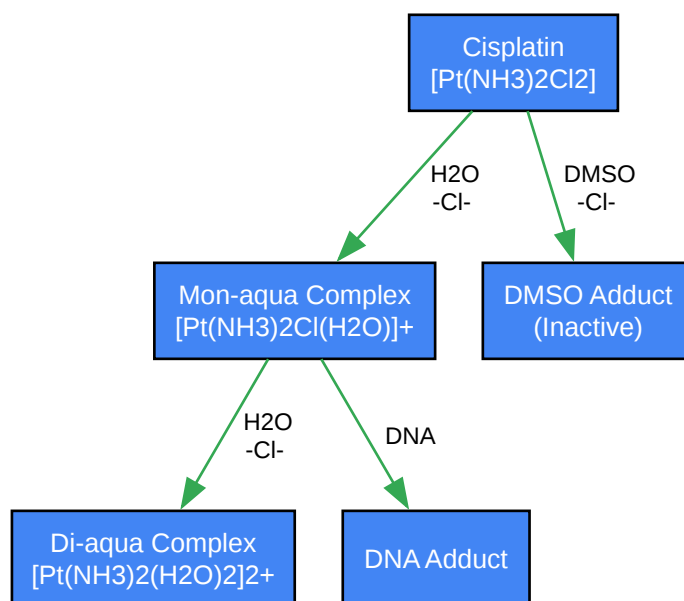 Cisplatin
[Pt(NH3)2Cl2]
H2O
-Cl-
DMSO
-Cl-
Mon-aqua Complex
[Pt(NH3)2Cl(H2O)]+
DMSO Adduct
(Inactive)
H2O
-Cl-
DNA
Di-aqua Complex
[Pt(NH3)2(H2O)2]2+
DNA Adduct